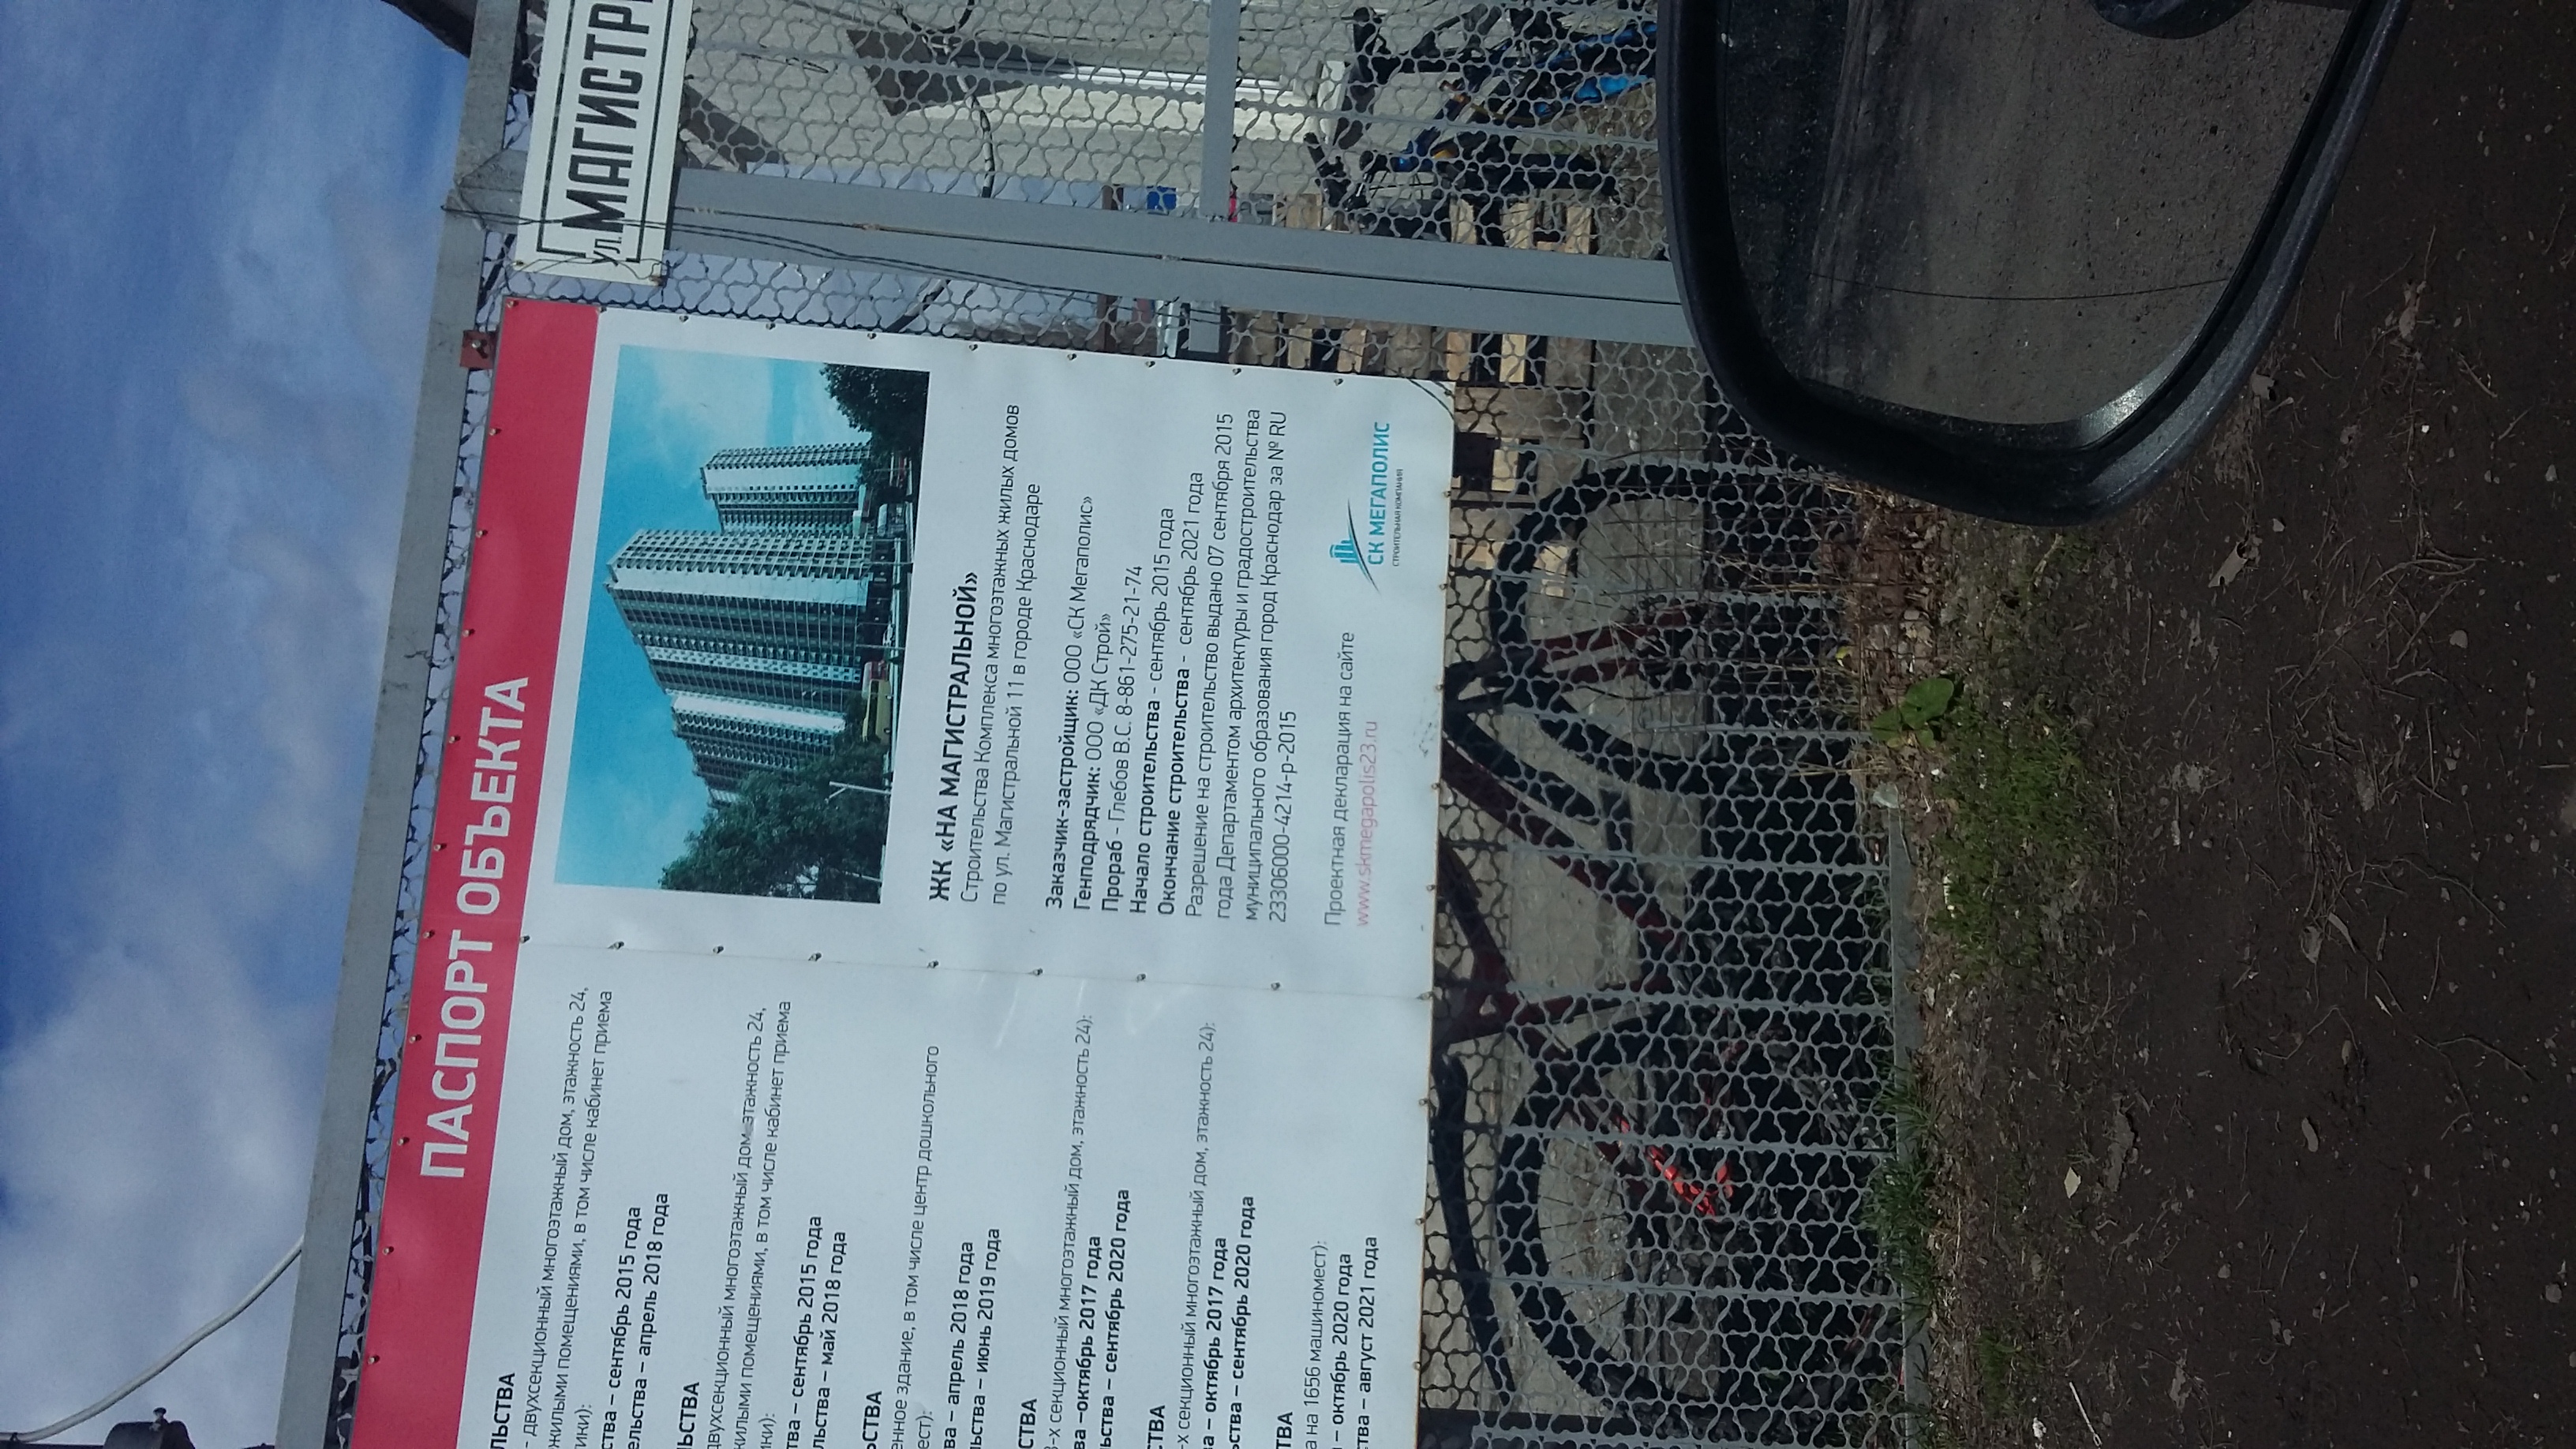 ПАСПОРТ ОБЪЕКТА
ЛЬСТВА
- двухсекционный многоэтажный дом, этажность 24,
жилыми помещениями, в том числе кабинет приема
тики):
ства – сентябрь 2015 года
ельства – апрель 2018 года
ЛЬСТВА
двухсекционный многоэтажный дом этажность 24,
жилыми помещениями, в том числе кабинет приема
ики):
тва – сентябрь 2015 года
льства – май 2018 года
ЬСТВА
енное здание, в том числе центр дошкольного
ест):
ва – апрель 2018 года
льства – июнь 2019 года
СТВА
3-х секционный многоэтажный дом, этажность 24):
ва –октябрь 2017 года
ьства – сентябрь 2020 года
СТВА
-х секционный многоэтажный дом, этажность 24):
а – октябрь 2017 года
ьства – сентябрь 2020 года
ТВА
а на 1656 машиномест):
– октябрь 2020 года
ства – август 2021 года
ЖК «НА МАГИСТРАЛЬНОЙ»
Строительства Комплекса многоэтажных жилых домов
по ул. Магистральной 11 в городе Краснодаре
Заказчик-застройщик: ООО «СК Мегаполис»
Генподрядчик: ООО «ДК Строй»
Прораб - Глебов В.С. 8-861-275-21-74
Начало строительства - сентябрь 2015 года
Окончание строительства - сентябрь 2021 года
Разрешение на строительство выдано 07 сентября 2015
года Департаментом архитектуры и градостроительства
муниципального образования город Краснодар за № RU
23306000-4214-р-2015
Проектная декларация на сайте
www.skmegapolis23.ru
СК МЕГАПОЛИС
СТРОИТЕЛЬНАЯ КОМПАНИЯ
ул. МАГИСТР